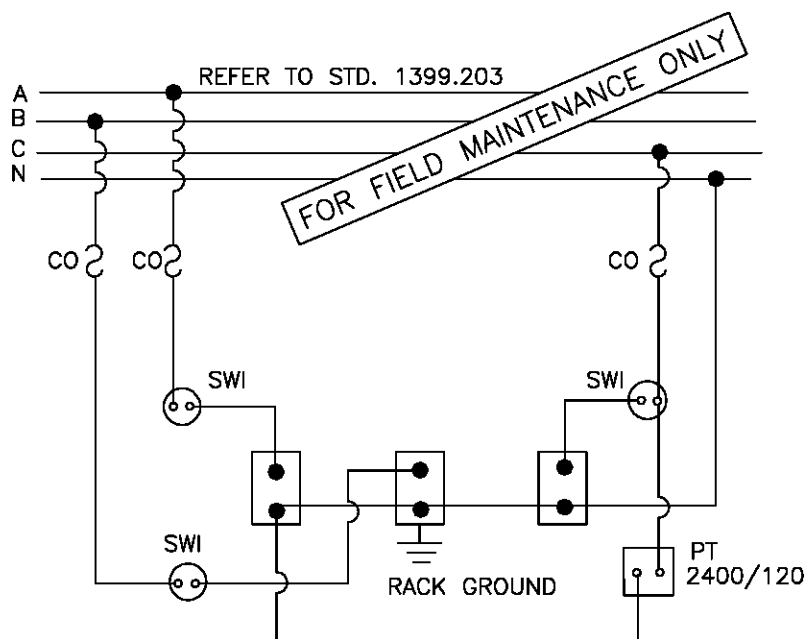 REFER TO STD. 1399.203
FOR FIELD MAINTENANCE ONLY
A
B
C
N
CO
CO
CO
SWI
SWI
SWI
RACK GROUND
PT
2400/120